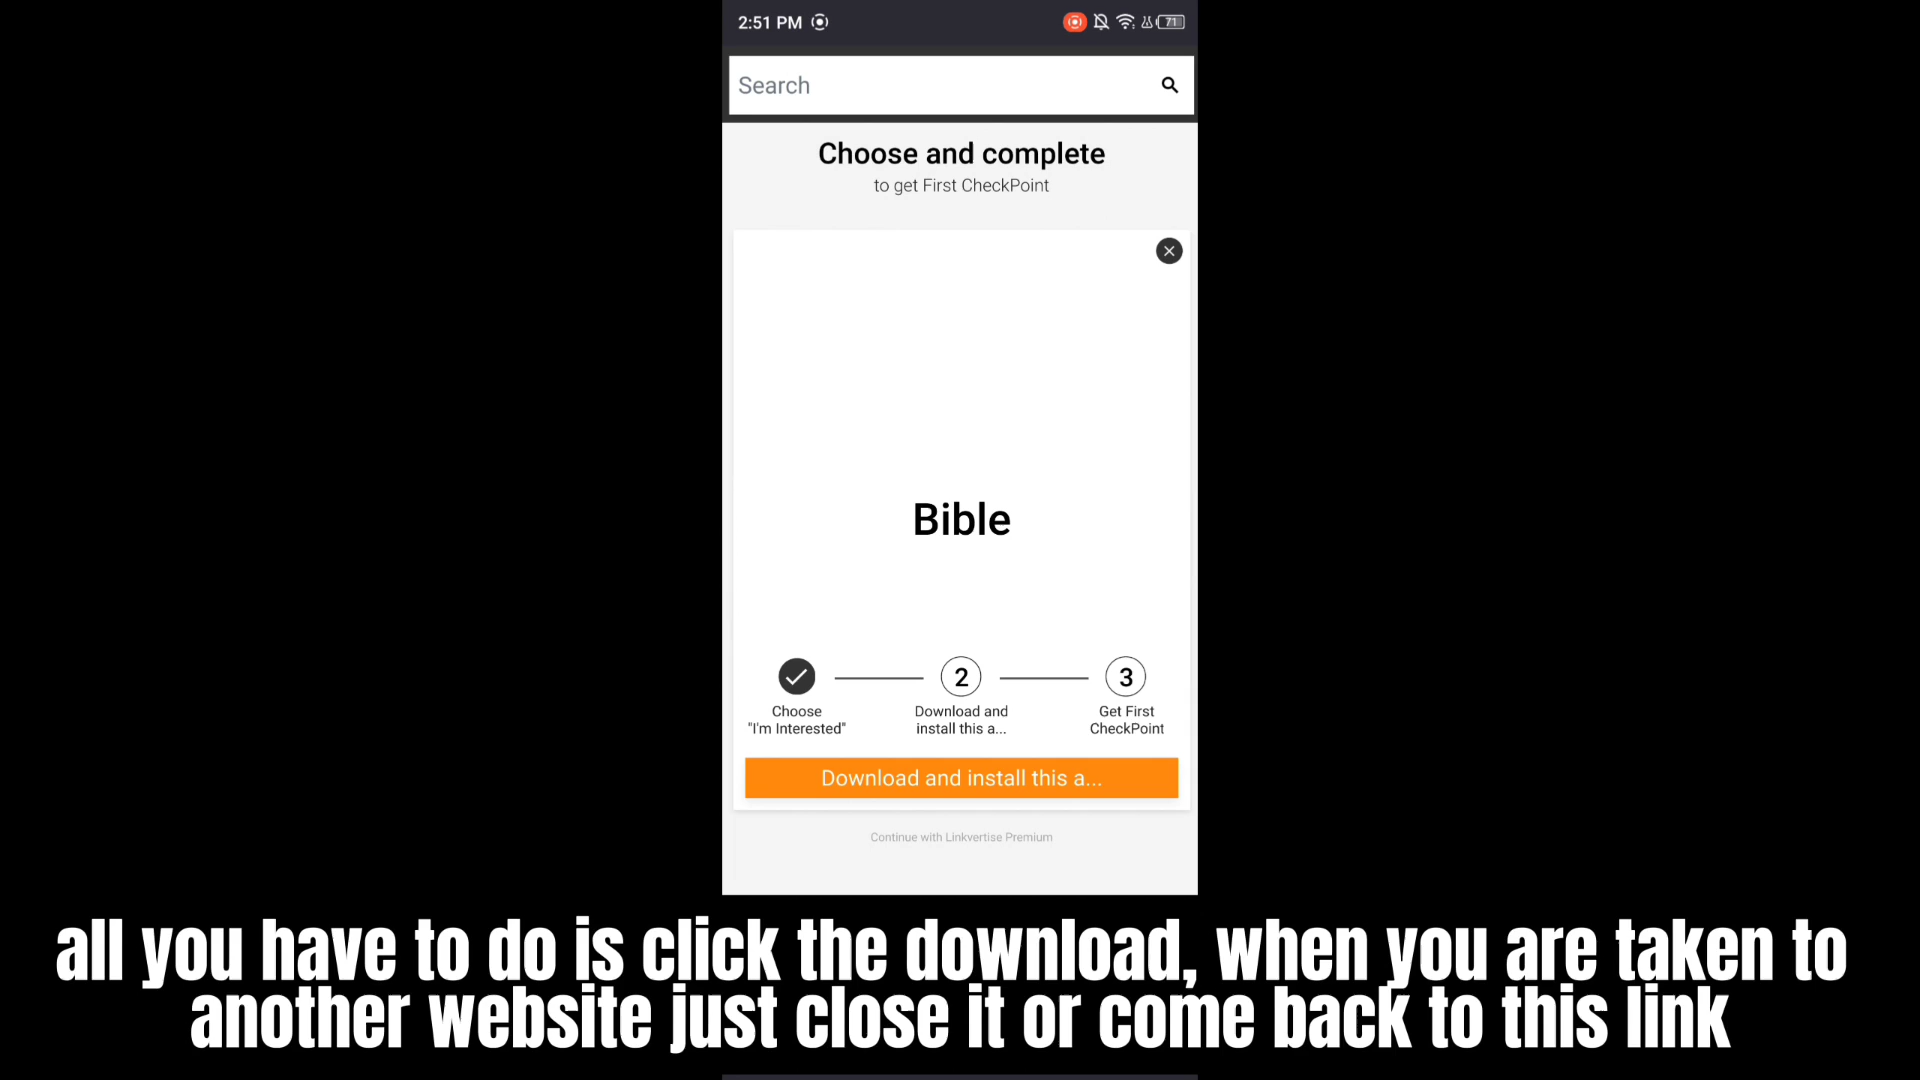 2:51 PM
71
Search
Choose and complete
to get First CheckPoint
Bible
2
3
Choose
"I'm Interested"
Download and
install this a...
Get First
CheckPoint
Download and install this a...
Continue with Linkvertise Premium
all you have to do is click the download, when you are taken to
another website just close it or come back to this link